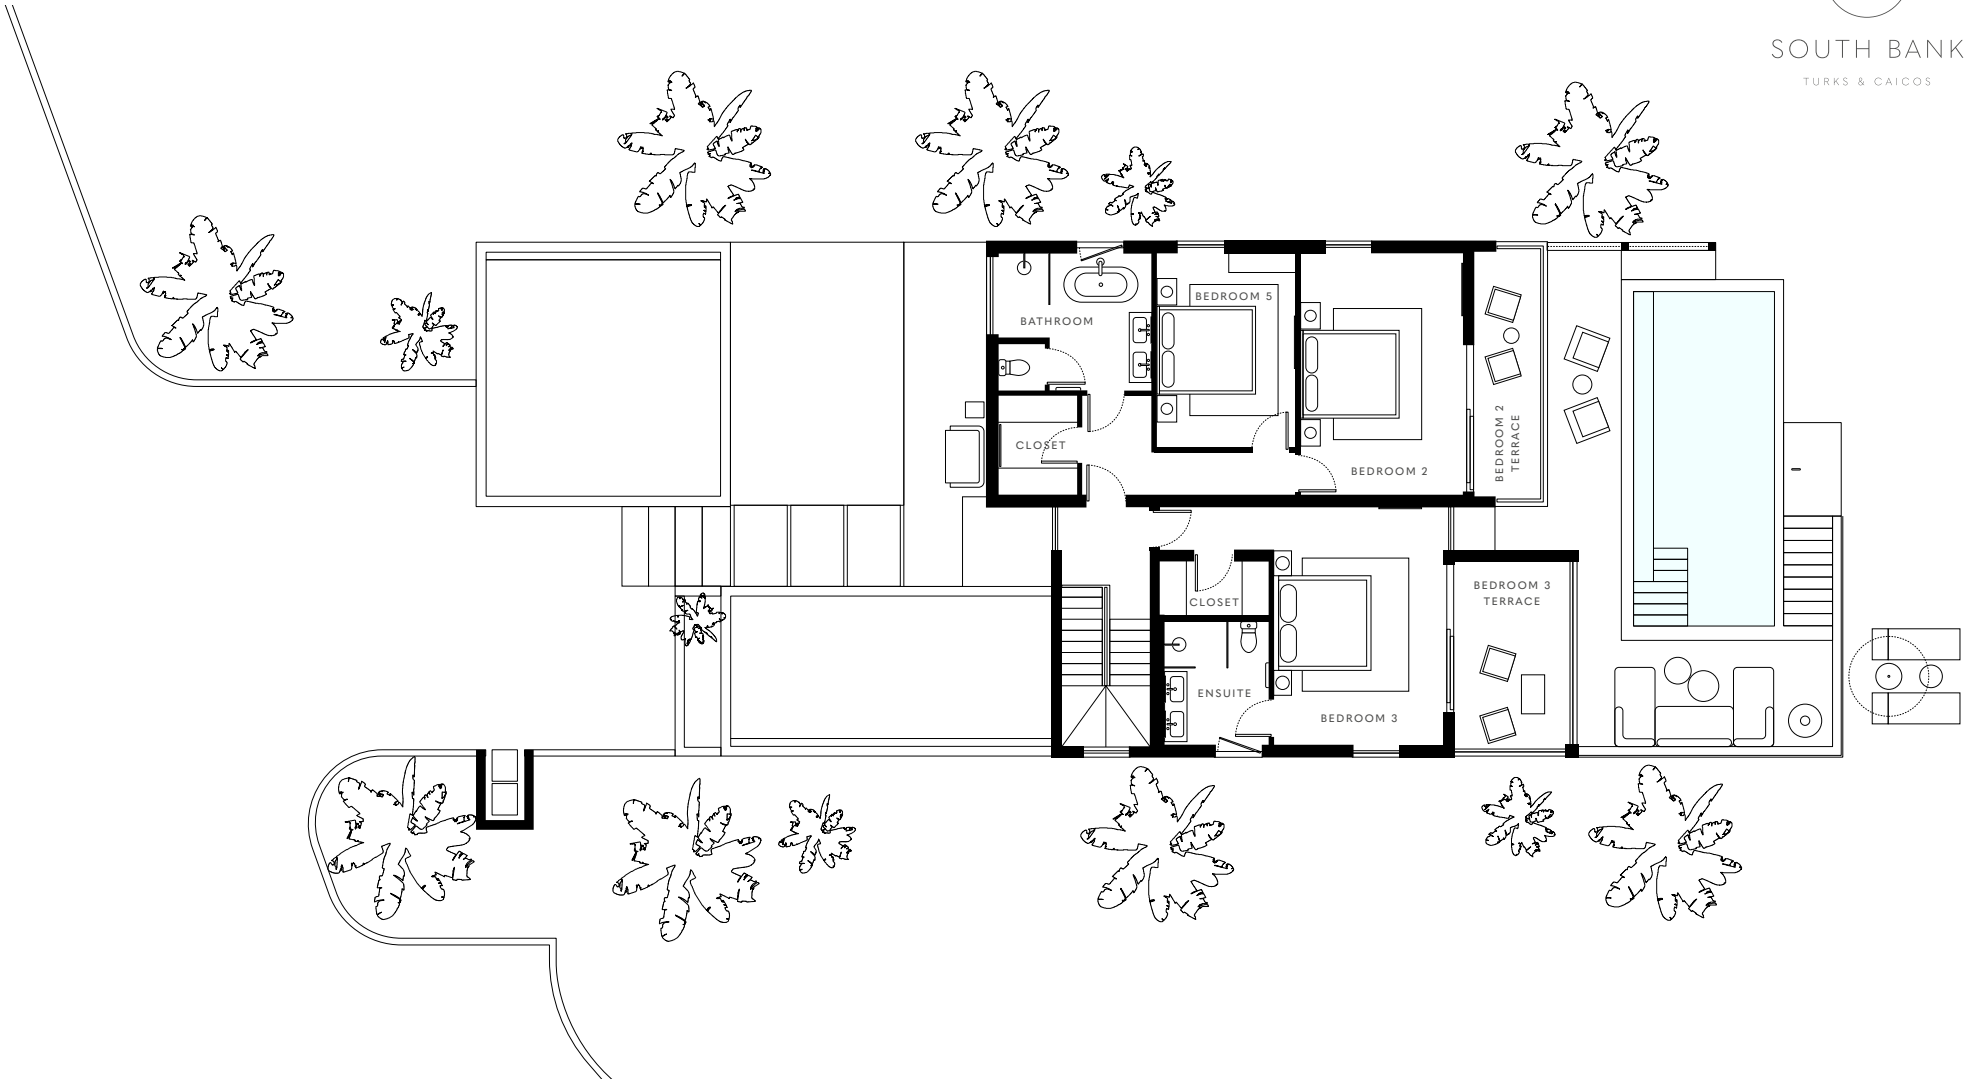 SOUTH BANK
TURKS & CAICOS
BEDROOM 5
BATHROOM
BEDROOM 2
TERRACE
CLOSET
BEDROOM 2
BEDROOM 3
TERRACE
CLOSET
ENSUITE
BEDROOM 3